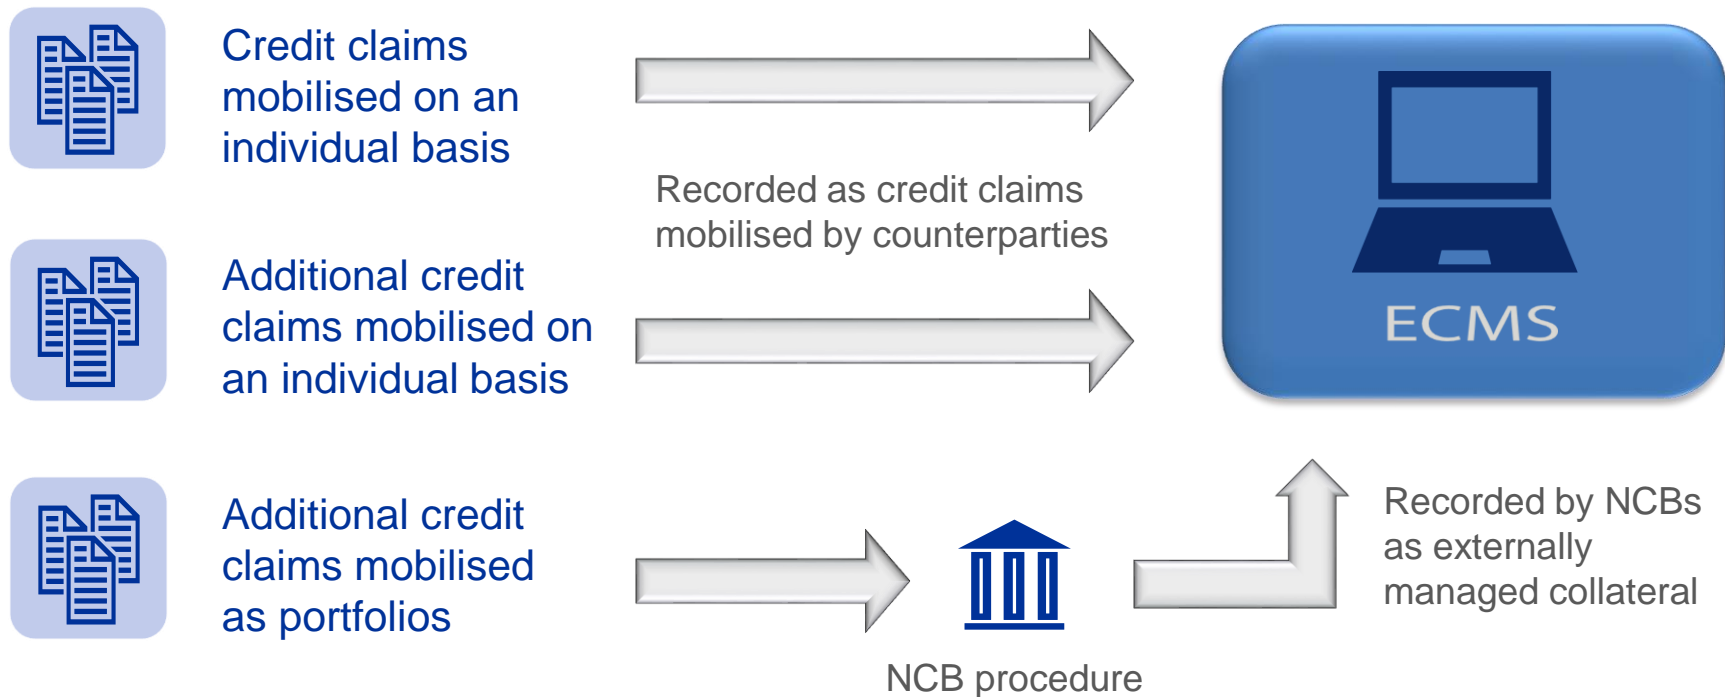 Credit claims
mobilised on an
individual basis
Recorded as credit claims
mobilised by counterparties
Additional credit
claims mobilised on
an individual basis
ECMS
Additional credit
claims mobilised
as portfolios
NCB procedure
Recorded by NCBs
as externally
managed collateral